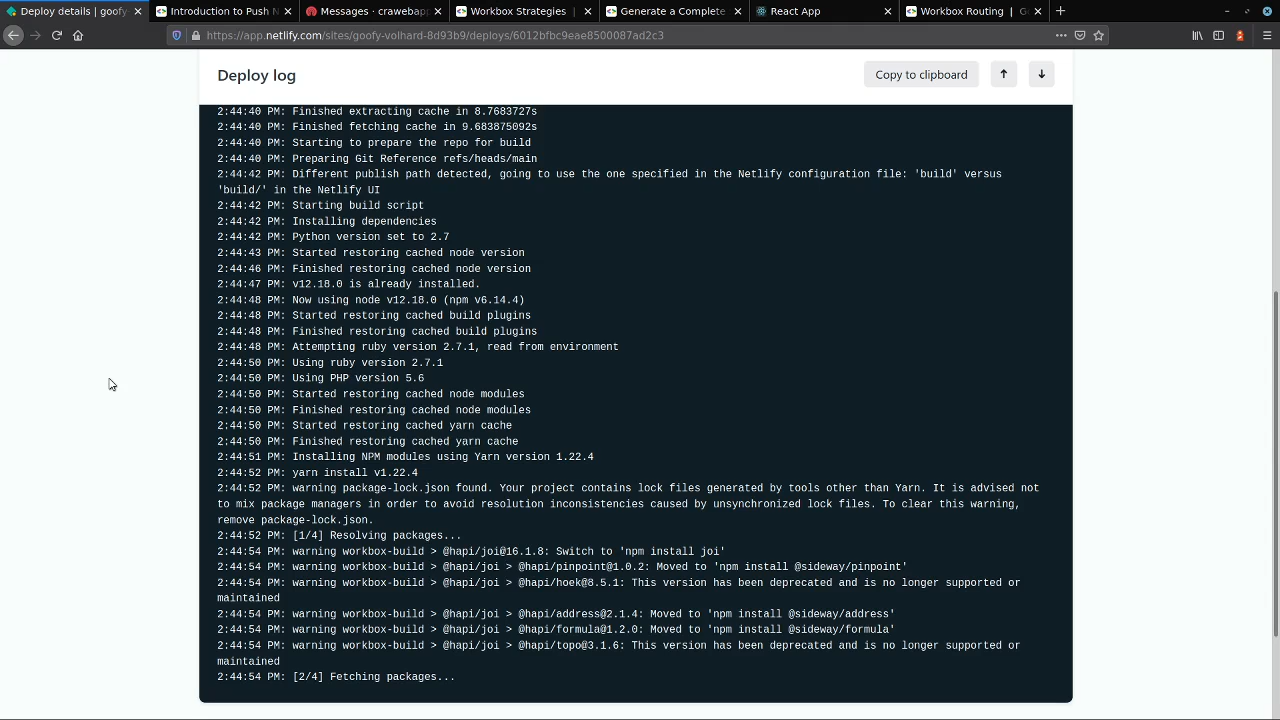 Deploy details | goofy-
Introduction to Push N
Messages · crawebapp
Workbox Strategies |
Generate a Complete
React App
Workbox Routing | Go
https://app.netlify.com/sites/goofy-volhard-8d93b9/deploys/6012bfbc9eae8500087ad2c3
Deploy log
Copy to clipboard
2:44:40 PM: Finished extracting cache in 8.7683727s
2:44:40 PM: Finished fetching cache in 9.683875092s
2:44:40 PM: Starting to prepare the repo for build
2:44:40 PM: Preparing Git Reference refs/heads/main
2:44:42 PM: Different publish path detected, going to use the one specified in the Netlify configuration file: 'build' versus
'build/' in the Netlify UI
2:44:42 PM: Starting build script
2:44:42 PM: Installing dependencies
2:44:42 PM: Python version set to 2.7
2:44:43 PM: Started restoring cached node version
2:44:46 PM: Finished restoring cached node version
2:44:47 PM: v12.18.0 is already installed.
2:44:48 PM: Now using node v12.18.0 (npm v6.14.4)
2:44:48 PM: Started restoring cached build plugins
2:44:48 PM: Finished restoring cached build plugins
2:44:48 PM: Attempting ruby version 2.7.1, read from environment
2:44:50 PM: Using ruby version 2.7.1
2:44:50 PM: Using PHP version 5.6
2:44:50 PM: Started restoring cached node modules
2:44:50 PM: Finished restoring cached node modules
2:44:50 PM: Started restoring cached yarn cache
2:44:50 PM: Finished restoring cached yarn cache
2:44:51 PM: Installing NPM modules using Yarn version 1.22.4
2:44:52 PM: yarn install v1.22.4
2:44:52 PM: warning package-lock.json found. Your project contains lock files generated by tools other than Yarn. It is advised not
to mix package managers in order to avoid resolution inconsistencies caused by unsynchronized lock files. To clear this warning,
remove package-lock.json.
2:44:52 PM: [1/4] Resolving packages...
2:44:54 PM: warning workbox-build > @hapi/joi@16.1.8: Switch to 'npm install joi'
2:44:54 PM: warning workbox-build > @hapi/joi > @hapi/pinpoint@1.0.2: Moved to 'npm install @sideway/pinpoint'
2:44:54 PM: warning workbox-build > @hapi/joi > @hapi/hoek@8.5.1: This version has been deprecated and is no longer supported or
maintained
2:44:54 PM: warning workbox-build > @hapi/joi > @hapi/address@2.1.4: Moved to 'npm install @sideway/address'
2:44:54 PM: warning workbox-build > @hapi/joi > @hapi/formula@1.2.0: Moved to 'npm install @sideway/formula'
2:44:54 PM: warning workbox-build > @hapi/joi > @hapi/topo@3.1.6: This version has been deprecated and is no longer supported or
maintained
2:44:54 PM: [2/4] Fetching packages...